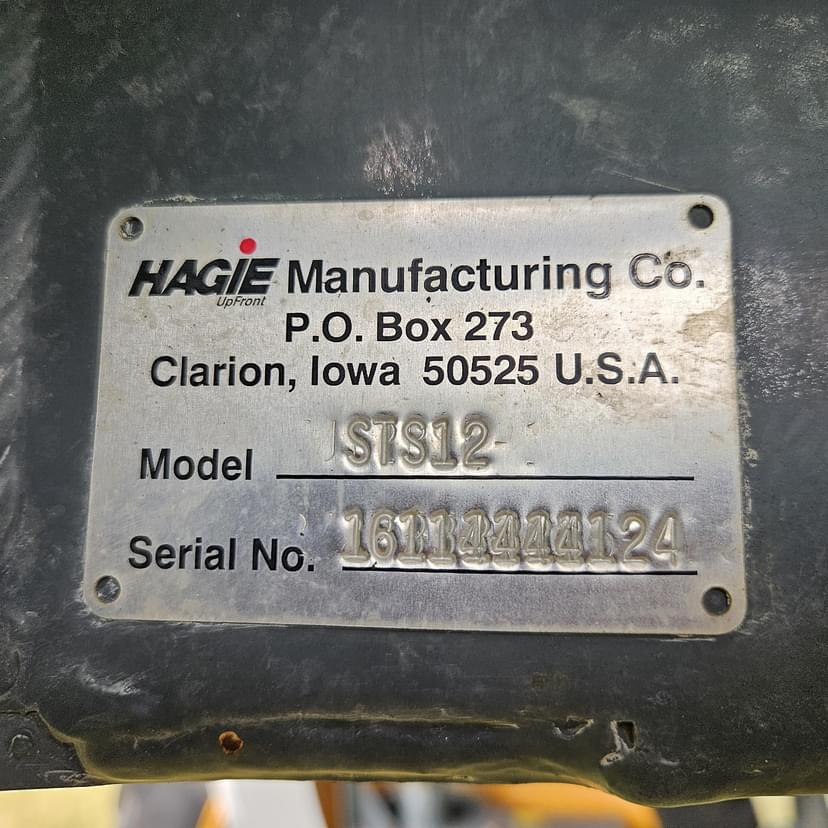 HAGIE Manufacturing Co.
UpFront
P.O. Box 273
Clarion, Iowa 50525 U.S.A.
Model STS12
Serial No.